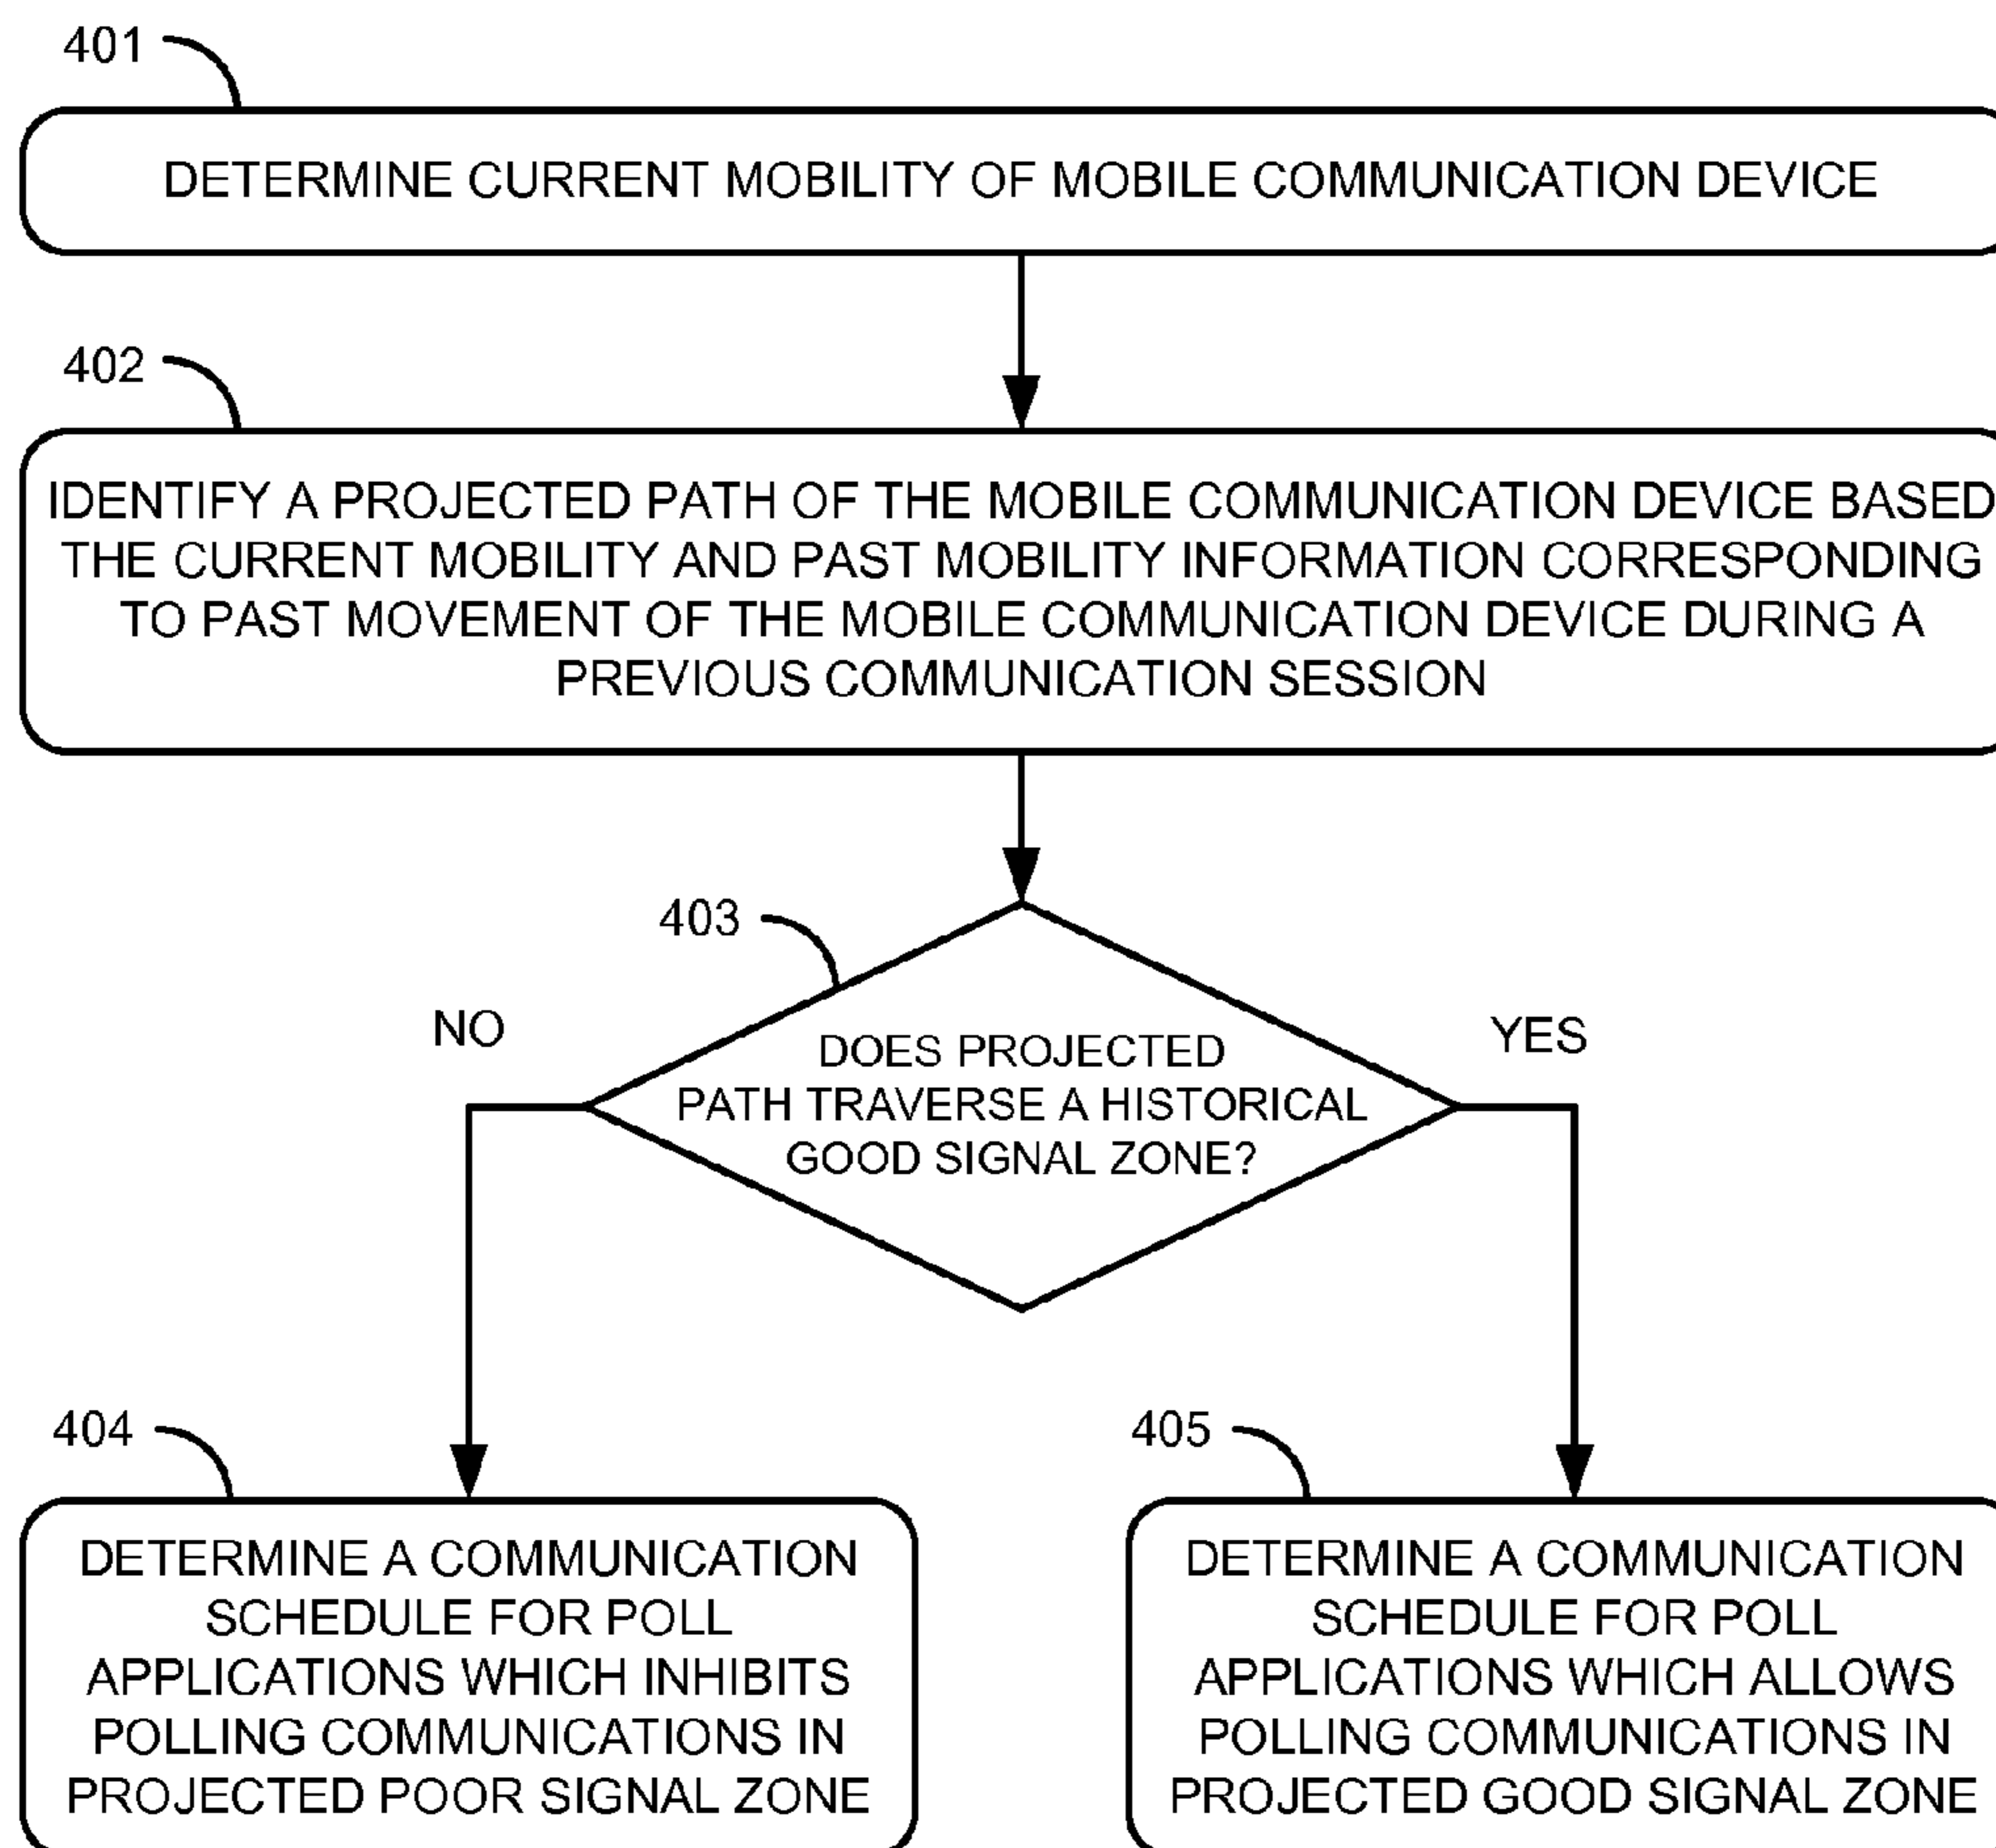 401
DETERMINE CURRENT MOBILITY OF MOBILE COMMUNICATION DEVICE
402
IDENTIFY A PROJECTED PATH OF THE MOBILE COMMUNICATION DEVICE BASED
THE CURRENT MOBILITY AND PAST MOBILITY INFORMATION CORRESPONDING
TO PAST MOVEMENT OF THE MOBILE COMMUNICATION DEVICE DURING A
PREVIOUS COMMUNICATION SESSION
403
NO
YES
DOES PROJECTED
PATH TRAVERSE A HISTORICAL
GOOD SIGNAL ZONE?
404
DETERMINE A COMMUNICATION
SCHEDULE FOR POLL
APPLICATIONS WHICH INHIBITS
POLLING COMMUNICATIONS IN
PROJECTED POOR SIGNAL ZONE
405
DETERMINE A COMMUNICATION
SCHEDULE FOR POLL
APPLICATIONS WHICH ALLOWS
POLLING COMMUNICATIONS IN
PROJECTED GOOD SIGNAL ZONE